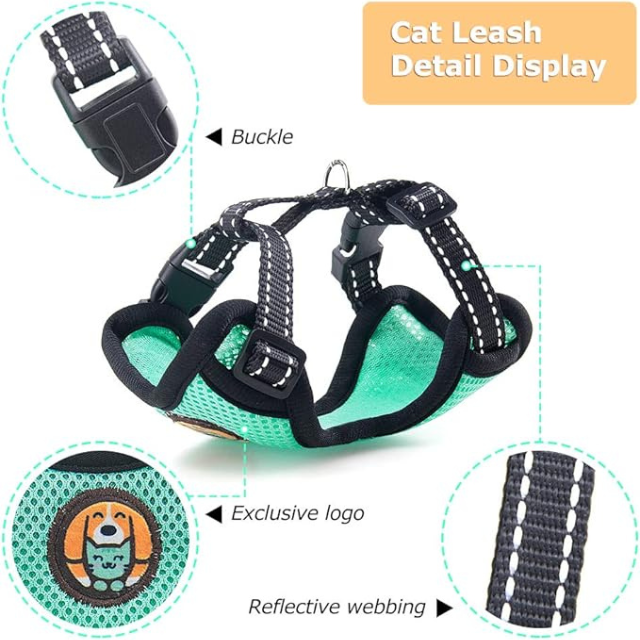 Cat Leash
Detail Display
Buckle
Exclusive logo
Reflective webbing